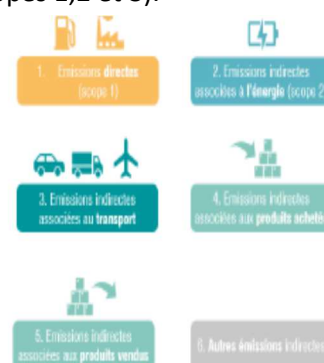 opes 1,2 et 3).
1. Emissions directes
(scope 1)
2. Emissions indirectes
associées à l'énergie (scope 2
3. Emissions indirectes
associées au transport
4. Emissions indirectes
associées aux produits acheté
5. Emissions indirectes
associées aux produits vendus
6. Autres émissions indirectes